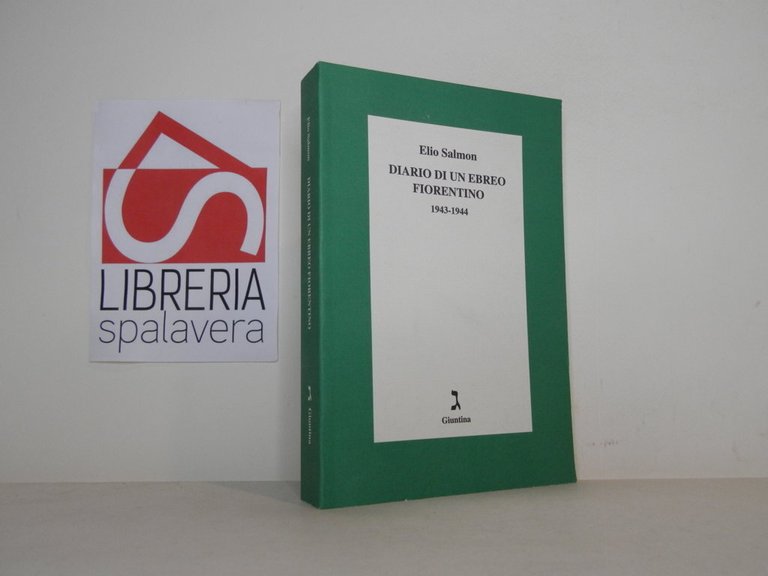 LIBRERIA
spalavera
Elio Salmon DIARIO DI UN EBREO FIORENTINO Giuntina
Elio Salmon
DIARIO DI UN EBREO
FIORENTINO
1943-1944
ג
Giuntina